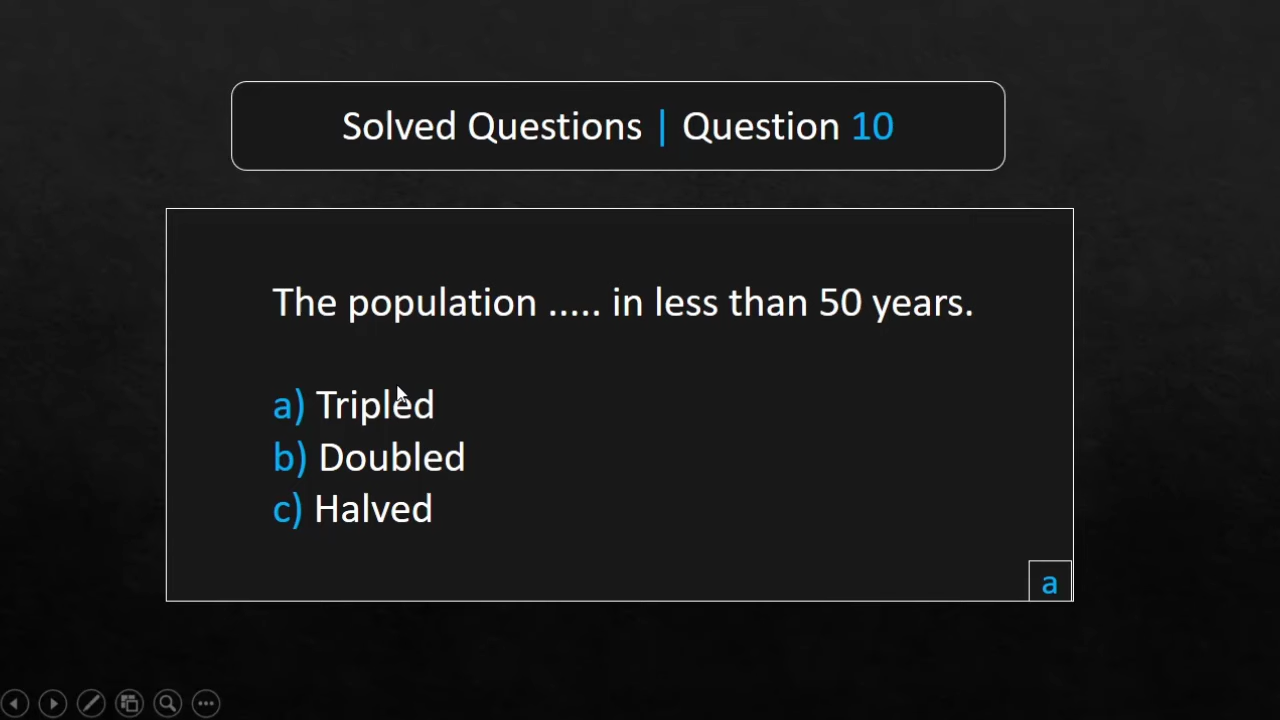 Solved Questions | Question 10
The population ..... in less than 50 years.
a) Tripled
b) Doubled
c) Halved
a